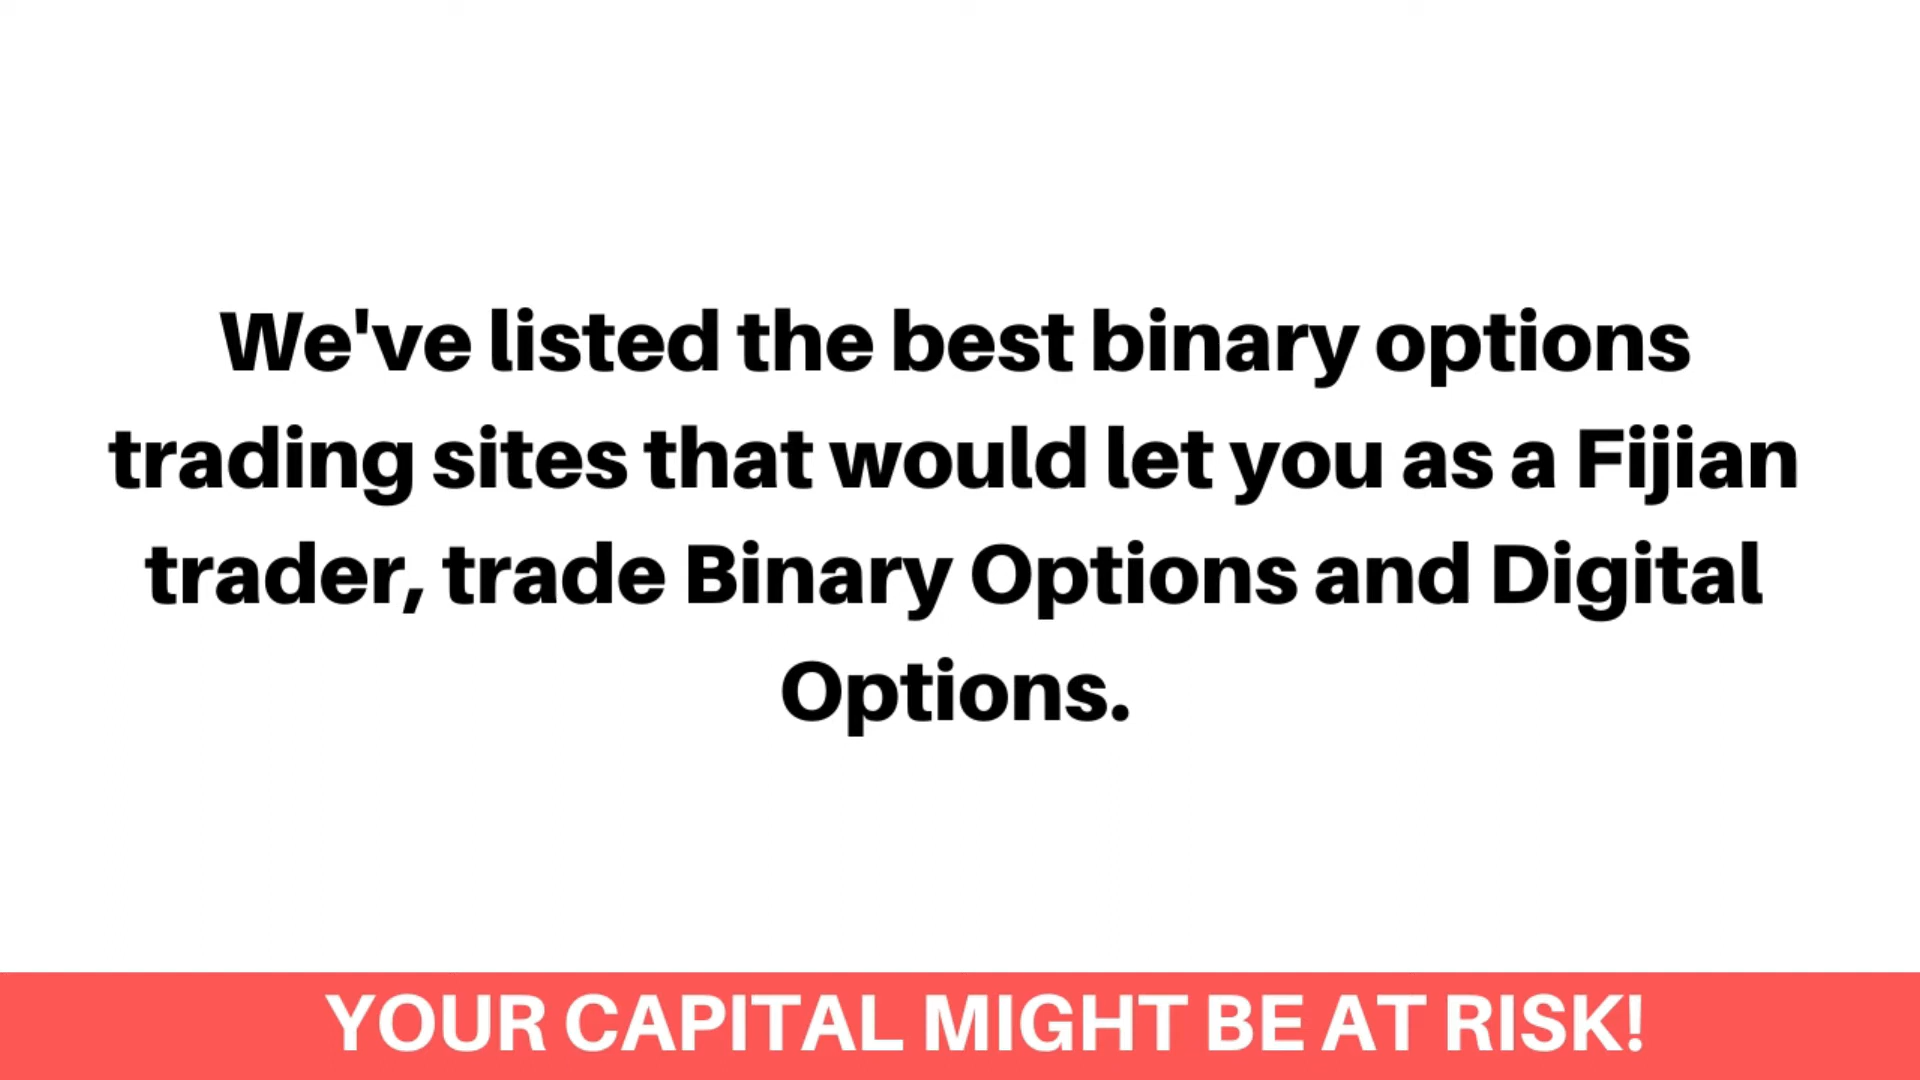 We've listed the best binary options
trading sites that would let you as a Fijian
trader, trade Binary Options and Digital
Options.
YOUR CAPITAL MIGHT BE AT RISK!